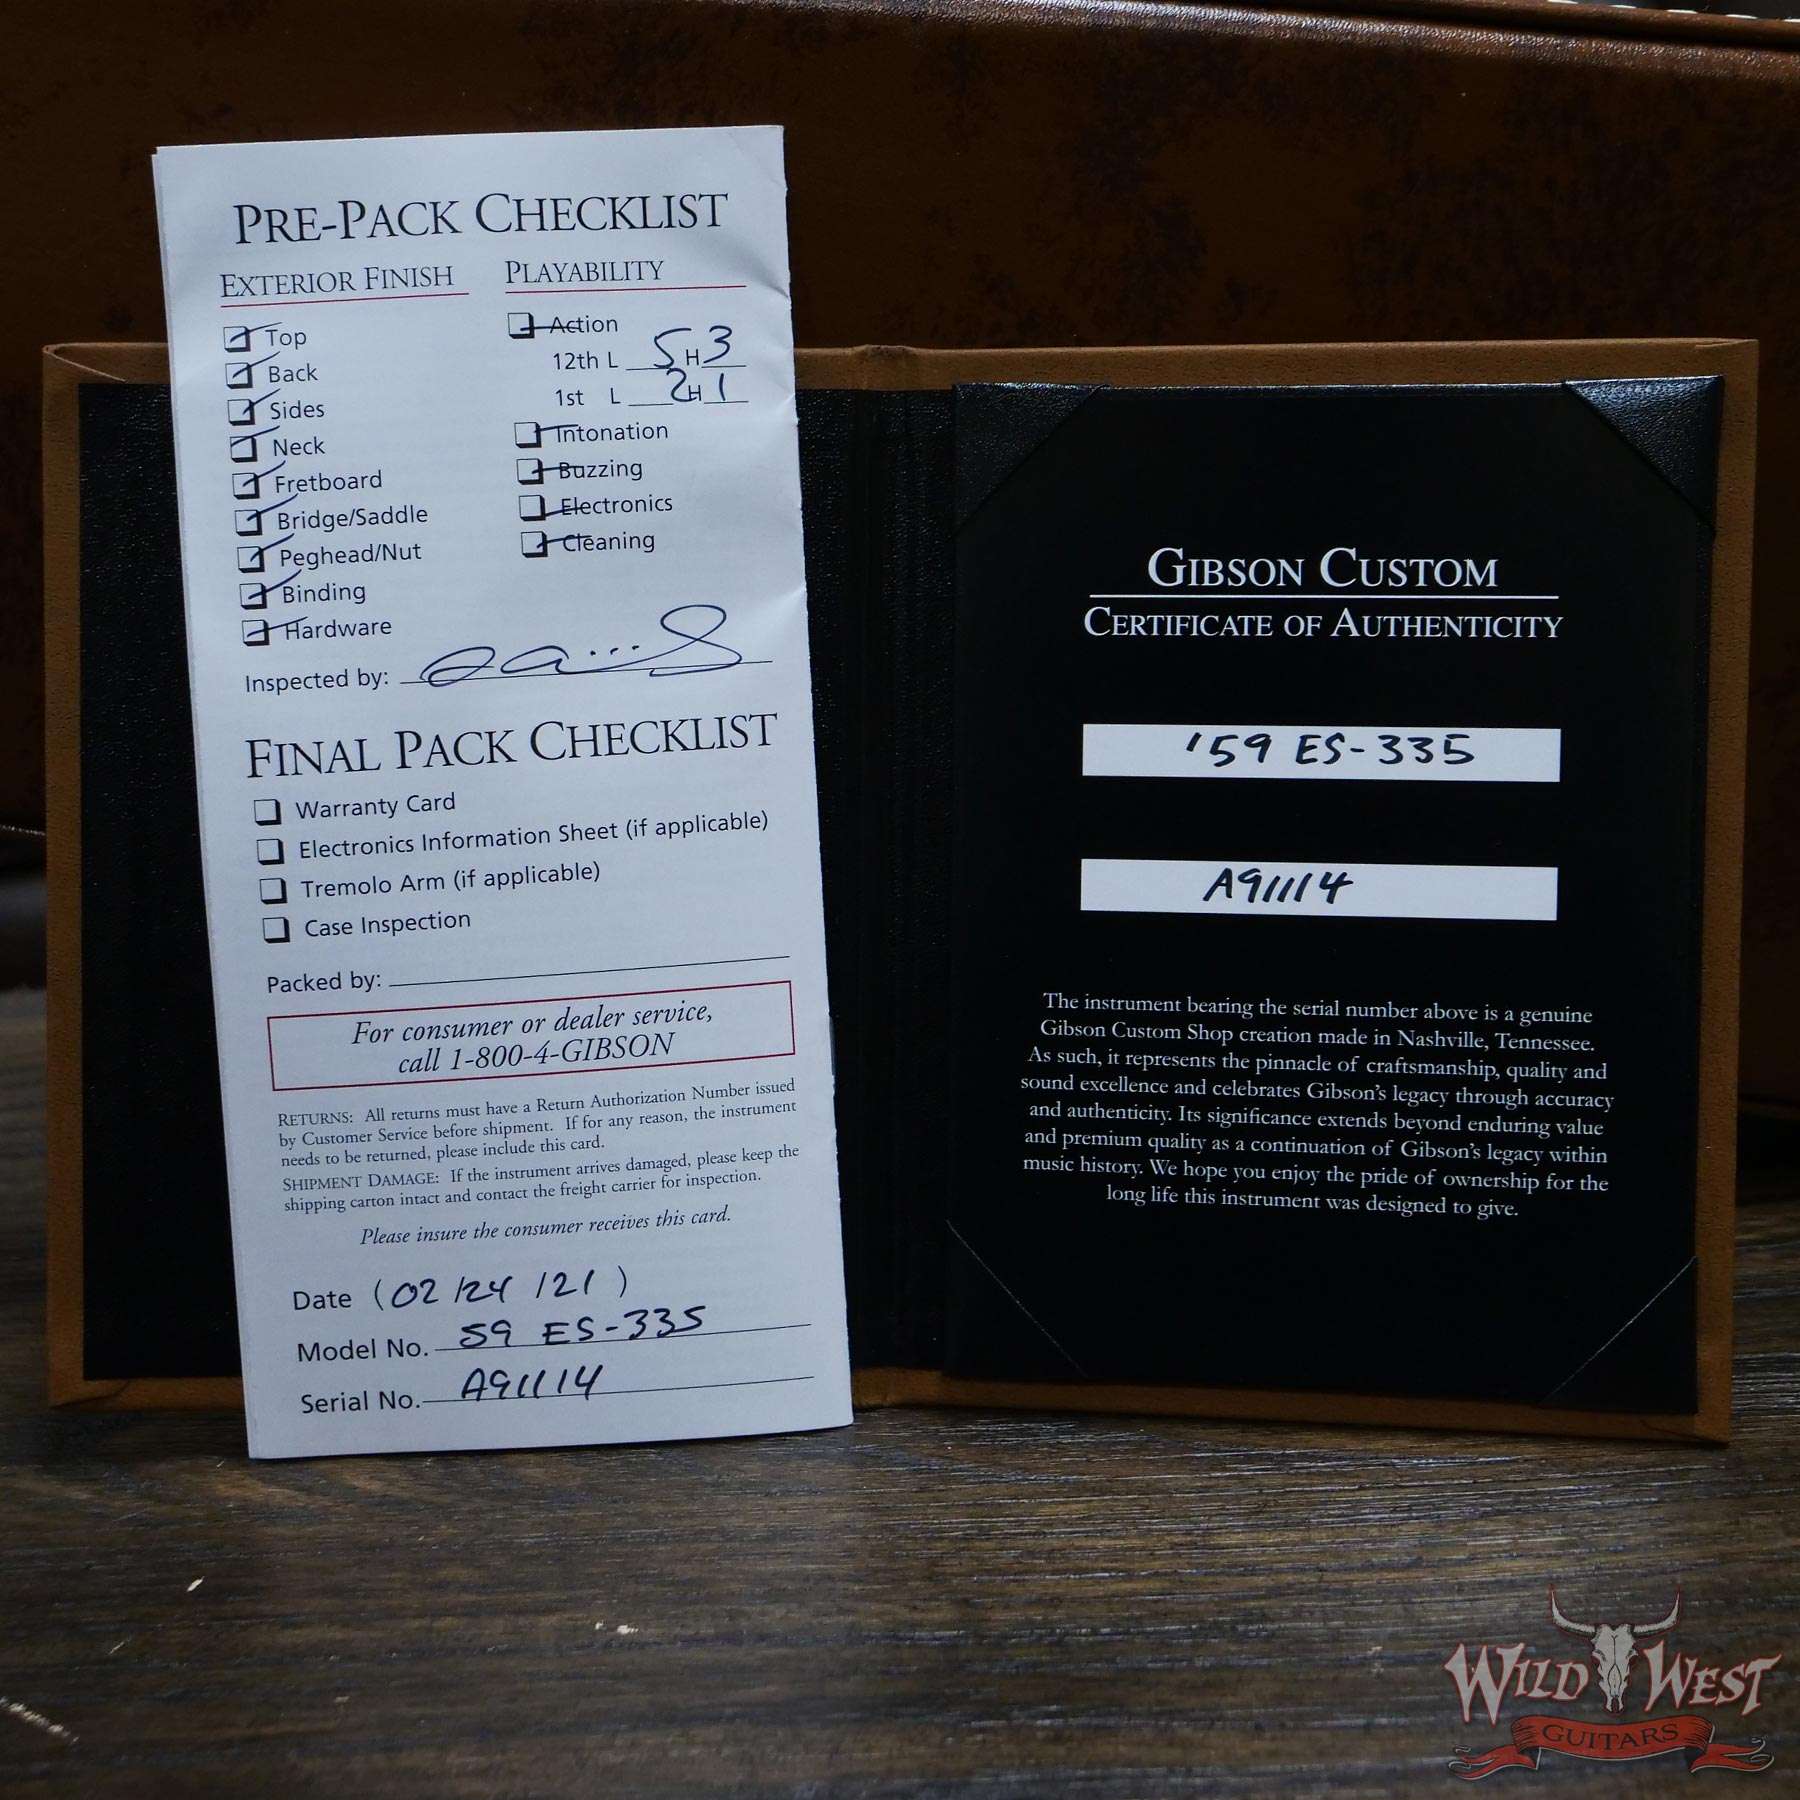 PRE-PACK CHECKLIST
EXTERIOR FINISH
Top
Back
Sides
Neck
Fretboard
Bridge/Saddle
Peghead/Nut
Binding
Hardware
PLAYABILITY
Action
12th L 5 H 3
1st L 2 H 1
Intonation
Buzzing
Electronics
Cleaning
Inspected by:
FINAL PACK CHECKLIST
Warranty Card
Electronics Information Sheet (if applicable)
Tremolo Arm (if applicable)
Case Inspection
Packed by:
For consumer or dealer service,
call 1-800-4-GIBSON
RETURNS: All returns must have a Return Authorization Number issued
by Customer Service before shipment. If for any reason, the instrument
needs to be returned, please include this card.
SHIPMENT DAMAGE: If the instrument arrives damaged, please keep the
shipping carton intact and contact the freight carrier for inspection.
Please insure the consumer receives this card.
Date (02/24/21)
Model No. 59 ES-335
Serial No. A91114
GIBSON CUSTOM
CERTIFICATE OF AUTHENTICITY
'59 ES-335
A91114
The instrument bearing the serial number above is a genuine
Gibson Custom Shop creation made in Nashville, Tennessee.
As such, it represents the pinnacle of craftsmanship, quality and
sound excellence and celebrates Gibson's legacy through accuracy
and authenticity. Its significance extends beyond enduring value
and premium quality as a continuation of Gibson's legacy within
music history. We hope you enjoy the pride of ownership for the
long life this instrument was designed to give.
WILD WEST
GUITARS